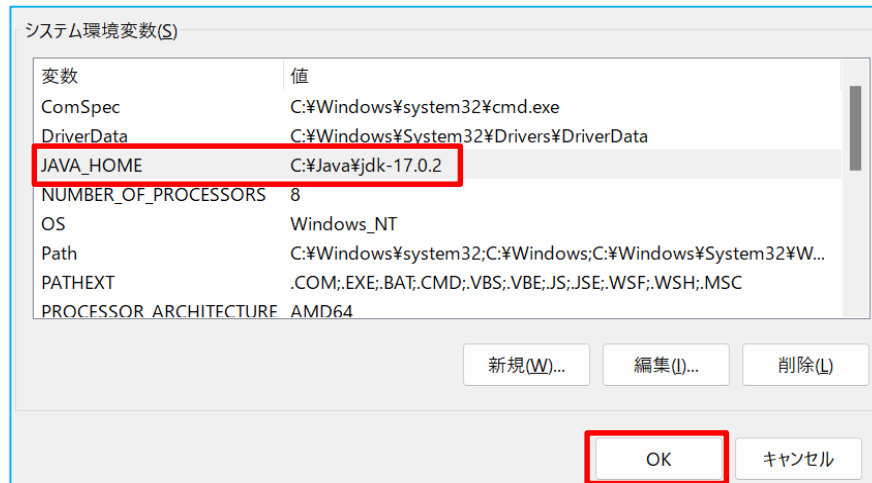 システム環境変数(S)
変数 値
ComSpec C:¥Windows¥system32¥cmd.exe
DriverData C:¥Windows¥System32¥Drivers¥DriverData
JAVA_HOME C:¥Java¥jdk-17.0.2
NUMBER_OF_PROCESSORS 8
OS Windows_NT
Path C:¥Windows¥system32;C:¥Windows;C:¥Windows¥System32¥W...
PATHEXT .COM;.EXE;.BAT;.CMD;.VBS;.VBE;.JS;.JSE;.WSF;.WSH;.MSC
PROCESSOR_ARCHITECTURE AMD64
新規(W)... 編集(I)... 削除(L)
OK キャンセル